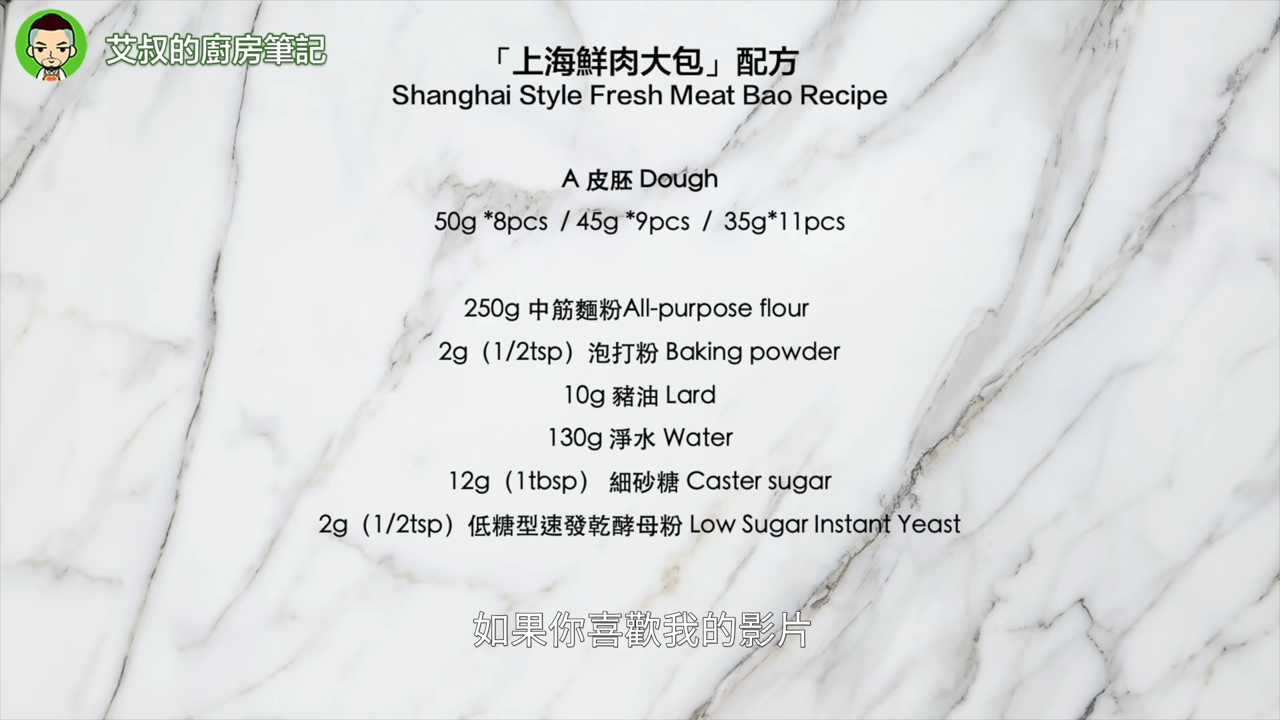 艾叔的廚房筆記
「上海鮮肉大包」配方
Shanghai Style Fresh Meat Bao Recipe
A 皮胚 Dough
50g *8pcs / 45g *9pcs / 35g*11pcs
250g 中筋麵粉All-purpose flour
2g（1/2tsp）泡打粉 Baking powder
10g 豬油 Lard
130g 淨水 Water
12g（1tbsp） 細砂糖 Caster sugar
2g（1/2tsp）低糖型速發乾酵母粉 Low Sugar Instant Yeast
如果你喜歡我的影片